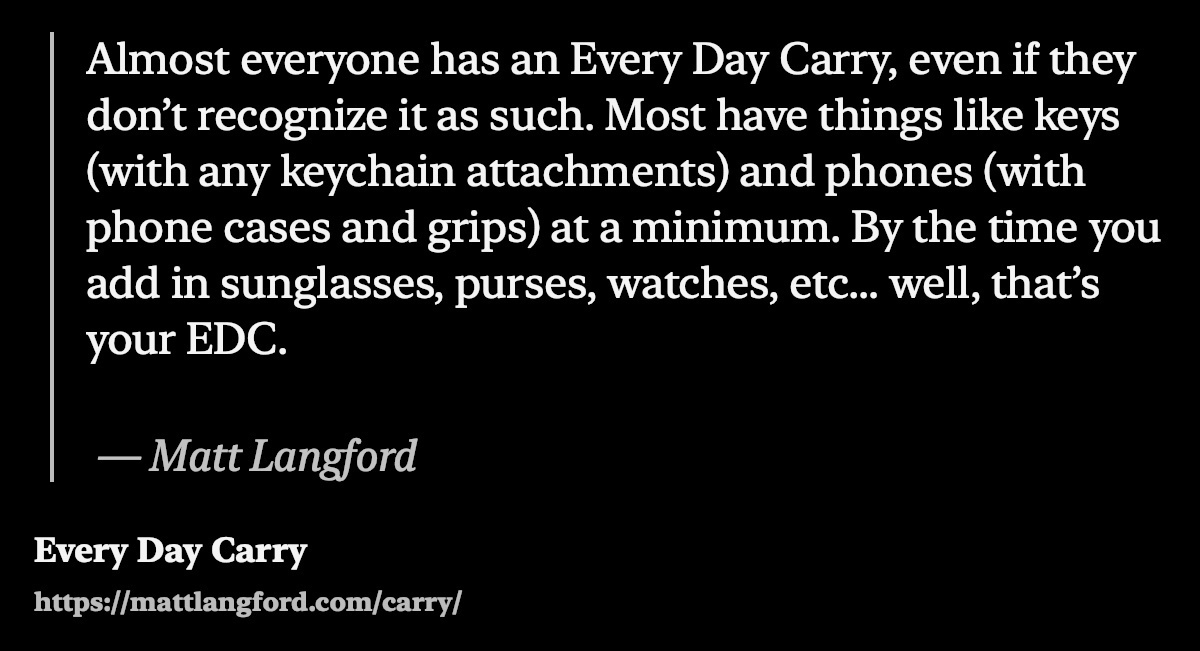 Almost everyone has an Every Day Carry, even if they
don’t recognize it as such. Most have things like keys
(with any keychain attachments) and phones (with
phone cases and grips) at a minimum. By the time you
add in sunglasses, purses, watches, etc... well, that’s
your EDC.
— Matt Langford
Every Day Carry
https://mattlangford.com/carry/